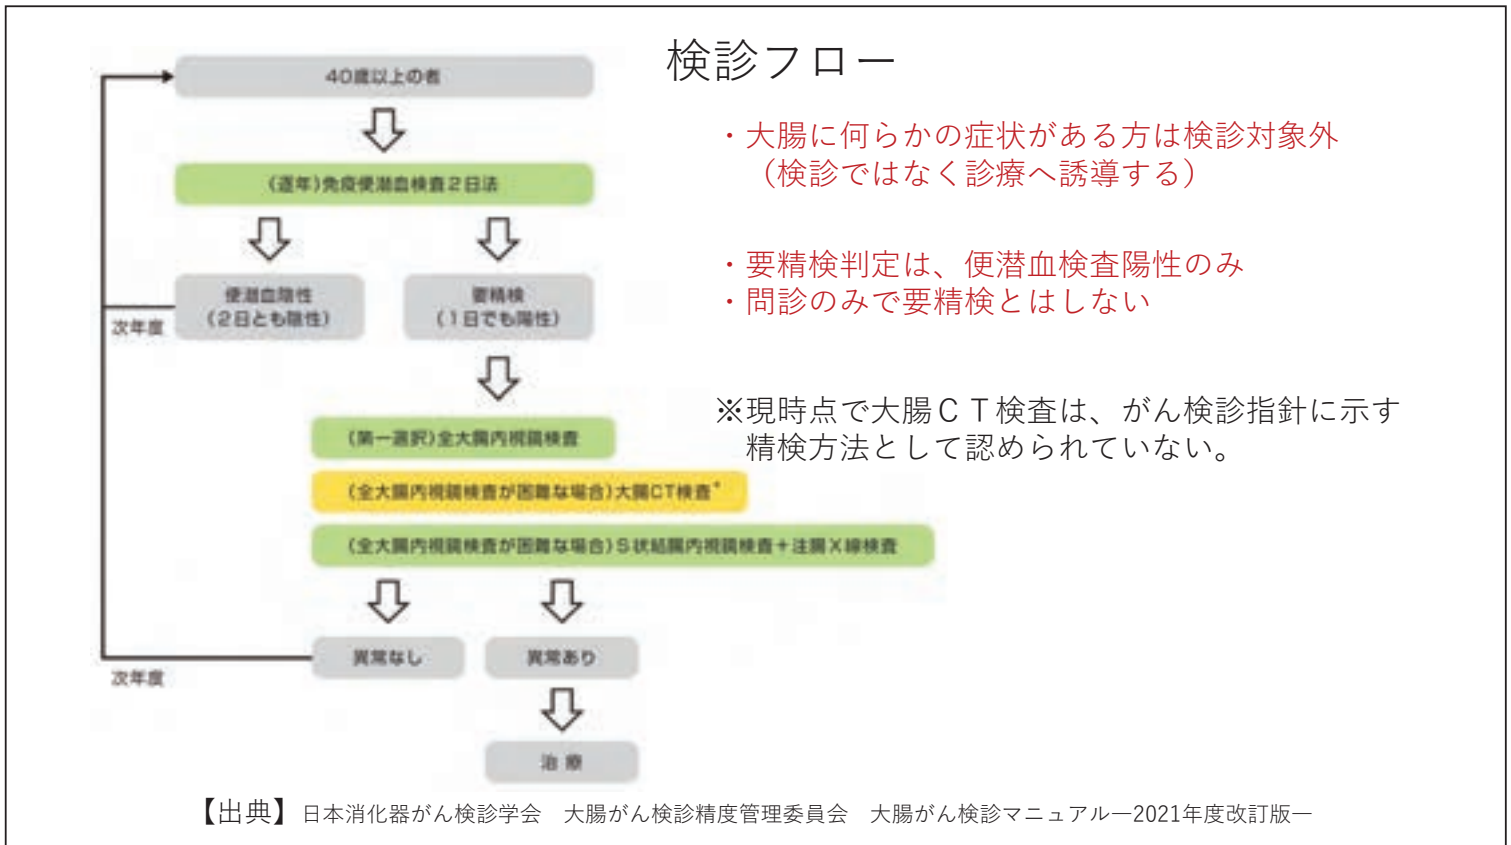 検診フロー
40歳以上の者
(逐年)免疫便潜血検査2日法
便潜血陰性
(2日とも陰性)
要精検
(1日でも陽性)
次年度
(第一選択)全大腸内視鏡検査
(全大腸内視鏡検査が困難な場合)大腸CT検査*
(全大腸内視鏡検査が困難な場合)S状結腸内視鏡検査+注腸X線検査
異常なし
異常あり
次年度
治療
・大腸に何らかの症状がある方は検診対象外
（検診ではなく診療へ誘導する）
・要精検判定は、便潜血検査陽性のみ
・問診のみで要精検とはしない
※現時点で大腸ＣＴ検査は、がん検診指針に示す
精検方法として認められていない。
【出典】日本消化器がん検診学会　大腸がん検診精度管理委員会　大腸がん検診マニュアル―2021年度改訂版―